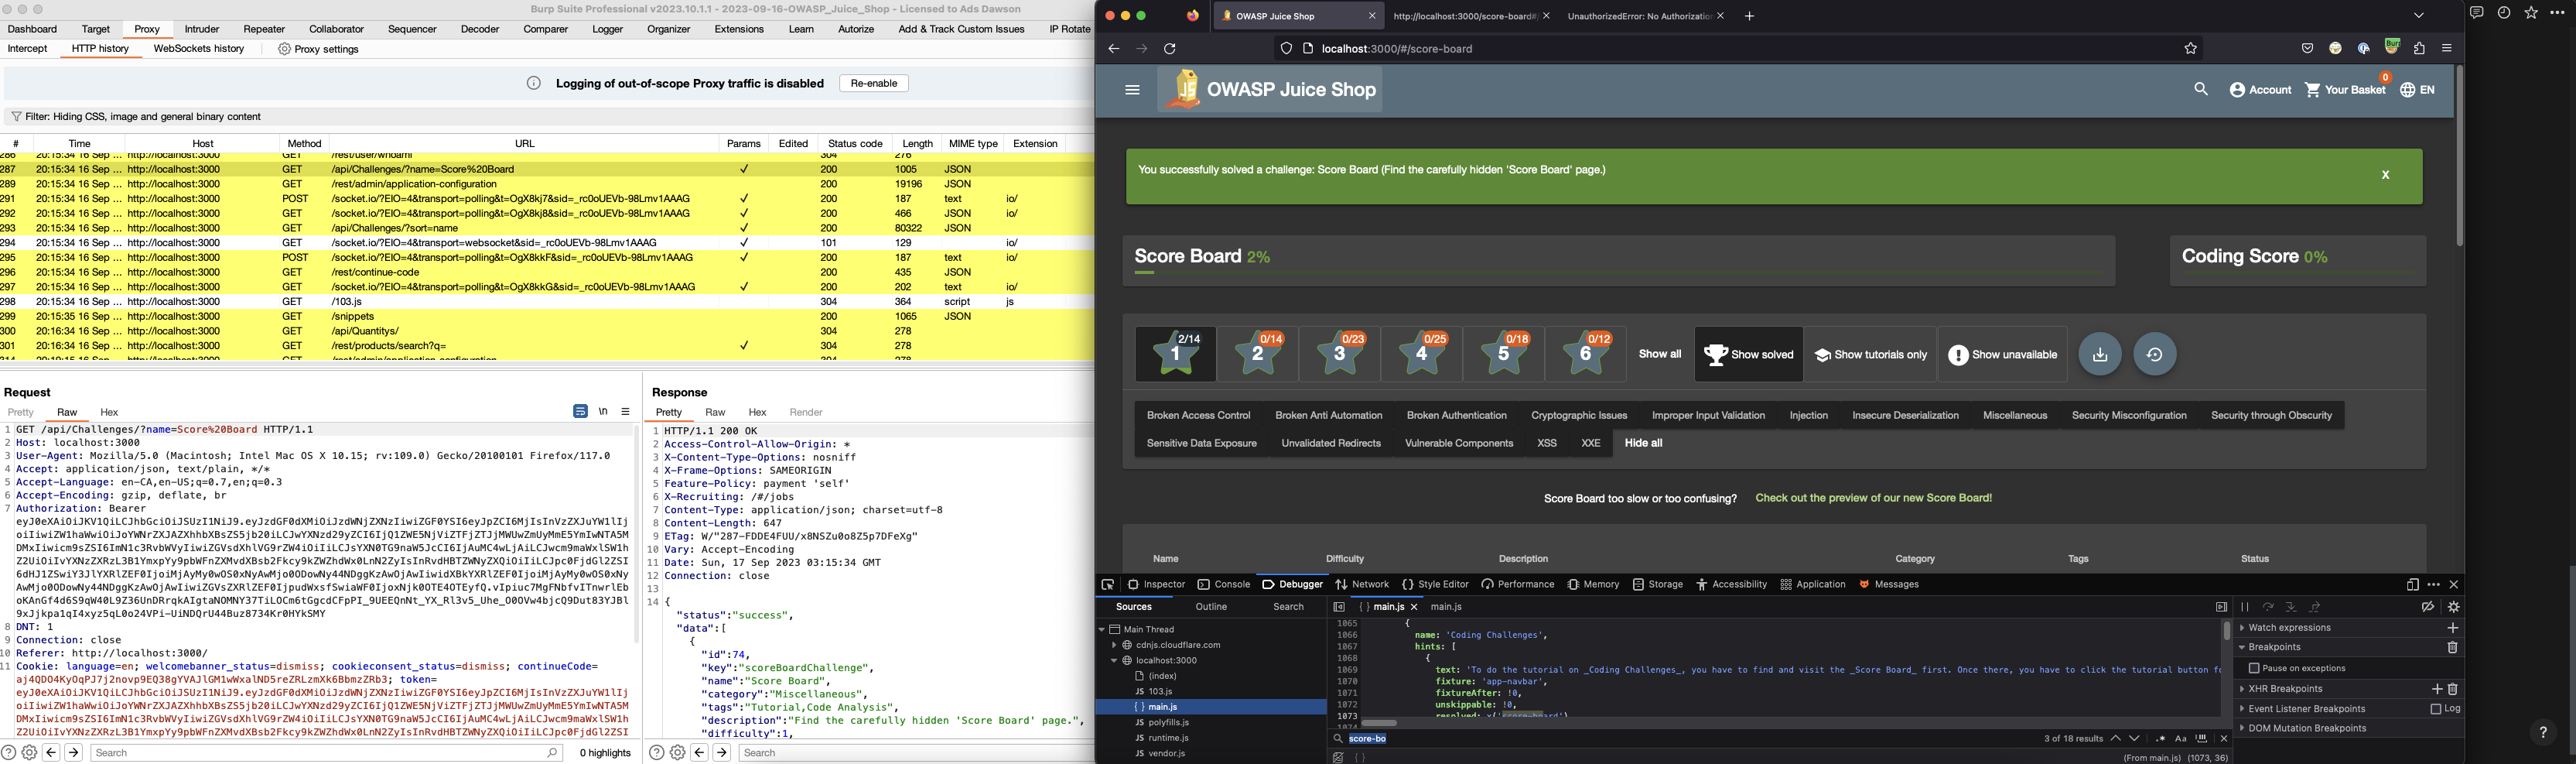 Burp Suite Professional v2023.10.1.1 - 2023-09-16-OWASP_Juice_Shop - Licensed to Ads Dawson
Dashboard Target Proxy Intruder Repeater Collaborator Sequencer Decoder Comparer Logger Organizer Extensions Learn Autorize Add & Track Custom Issues IP Rotate
Intercept HTTP history WebSockets history Proxy settings
Logging of out-of-scope Proxy traffic is disabled Re-enable
Filter: Hiding CSS, image and general binary content
# Time Host Method URL Params Edited Status code Length MIME type Extension
286 20:15:34 16 Sep ... http://localhost:3000 GET /rest/user/whoami 304 276
287 20:15:34 16 Sep ... http://localhost:3000 GET /api/Challenges/?name=Score%20Board ✓ 200 1005 JSON
289 20:15:34 16 Sep ... http://localhost:3000 GET /rest/admin/application-configuration 200 19196 JSON
291 20:15:34 16 Sep ... http://localhost:3000 POST /socket.io/?EIO=4&transport=polling&t=OgX8kj7&sid=_rc0oUEVb-98Lmv1AAAG ✓ 200 187 text io/
292 20:15:34 16 Sep ... http://localhost:3000 GET /socket.io/?EIO=4&transport=polling&t=OgX8kj8&sid=_rc0oUEVb-98Lmv1AAAG ✓ 200 466 JSON io/
293 20:15:34 16 Sep ... http://localhost:3000 GET /api/Challenges/?sort=name ✓ 200 80322 JSON
294 20:15:34 16 Sep ... http://localhost:3000 GET /socket.io/?EIO=4&transport=websocket&sid=_rc0oUEVb-98Lmv1AAAG ✓ 101 129 io/
295 20:15:34 16 Sep ... http://localhost:3000 POST /socket.io/?EIO=4&transport=polling&t=OgX8kkF&sid=_rc0oUEVb-98Lmv1AAAG ✓ 200 187 text io/
296 20:15:34 16 Sep ... http://localhost:3000 GET /rest/continue-code 200 435 JSON
297 20:15:34 16 Sep ... http://localhost:3000 GET /socket.io/?EIO=4&transport=polling&t=OgX8kkG&sid=_rc0oUEVb-98Lmv1AAAG ✓ 200 202 text io/
298 20:15:34 16 Sep ... http://localhost:3000 GET /103.js 304 364 script js
299 20:15:35 16 Sep ... http://localhost:3000 GET /snippets 200 1065 JSON
300 20:16:34 16 Sep ... http://localhost:3000 GET /api/Quantitys/ 304 278
301 20:16:34 16 Sep ... http://localhost:3000 GET /rest/products/search?q= ✓ 304 278
Request
Pretty Raw Hex \n
1 GET /api/Challenges/?name=Score%20Board HTTP/1.1
2 Host: localhost:3000
3 User-Agent: Mozilla/5.0 (Macintosh; Intel Mac OS X 10.15; rv:109.0) Gecko/20100101 Firefox/117.0
4 Accept: application/json, text/plain, */*
5 Accept-Language: en-CA,en-US;q=0.7,en;q=0.3
6 Accept-Encoding: gzip, deflate, br
7 Authorization: Bearer
8 DNT: 1
9 Connection: close
10 Referer: http://localhost:3000/
11 Cookie: language=en; welcomebanner_status=dismiss; cookieconsent_status=dismiss; continueCode=
token=
Search 0 highlights
Response
Pretty Raw Hex Render
1 HTTP/1.1 200 OK
2 Access-Control-Allow-Origin: *
3 X-Content-Type-Options: nosniff
4 X-Frame-Options: SAMEORIGIN
5 Feature-Policy: payment 'self'
6 X-Recruiting: /#/jobs
7 Content-Type: application/json; charset=utf-8
8 Content-Length: 647
9 ETag: W/"287-FDDE4FUU/x8NSZu0o8Z5p7DFeXg"
10 Vary: Accept-Encoding
11 Date: Sun, 17 Sep 2023 03:15:34 GMT
12 Connection: close
13
14 {
"status":"success",
"data":[
{
"id":74,
"key":"scoreBoardChallenge",
"name":"Score Board",
"category":"Miscellaneous",
"tags":"Tutorial,Code Analysis",
"description":"Find the carefully hidden 'Score Board' page.",
"difficulty":1,
Search
OWASP Juice Shop http://localhost:3000/score-board# UnauthorizedError: No Authorizatio
localhost:3000/#/score-board
OWASP Juice Shop Account Your Basket 0 EN
You successfully solved a challenge: Score Board (Find the carefully hidden 'Score Board' page.) X
Score Board 2% Coding Score 0%
1 2/14 2 0/14 3 0/23 4 0/25 5 0/18 6 0/12 Show all Show solved Show tutorials only Show unavailable
Broken Access Control Broken Anti Automation Broken Authentication Cryptographic Issues Improper Input Validation Injection Insecure Deserialization Miscellaneous Security Misconfiguration Security through Obscurity
Sensitive Data Exposure Unvalidated Redirects Vulnerable Components XSS XXE Hide all
Score Board too slow or too confusing? Check out the preview of our new Score Board!
Name Difficulty Description Category Tags Status
Inspector Console Debugger Network Style Editor Performance Memory Storage Accessibility Application Messages
Sources Outline Search { } main.js main.js
Main Thread
cdnjs.cloudflare.com
localhost:3000
(index)
JS 103.js
{ } main.js
JS polyfills.js
JS runtime.js
JS vendor.js
1065 {
1066 name: 'Coding Challenges',
1067 hints: [
1068 {
1069 text: 'To do the tutorial on _Coding Challenges_, you have to find and visit the _Score Board_ first. Once there, you have to click the tutorial button fo
1070 fixture: 'app-navbar',
1071 fixtureAfter: !0,
1072 unskippable: !0,
1073 resolved: x('score-board')
score-bo 3 of 18 results .* Aa
{ } (From main.js) (1073, 36)
Watch expressions
Breakpoints
Pause on exceptions
XHR Breakpoints
Event Listener Breakpoints Log
DOM Mutation Breakpoints
?